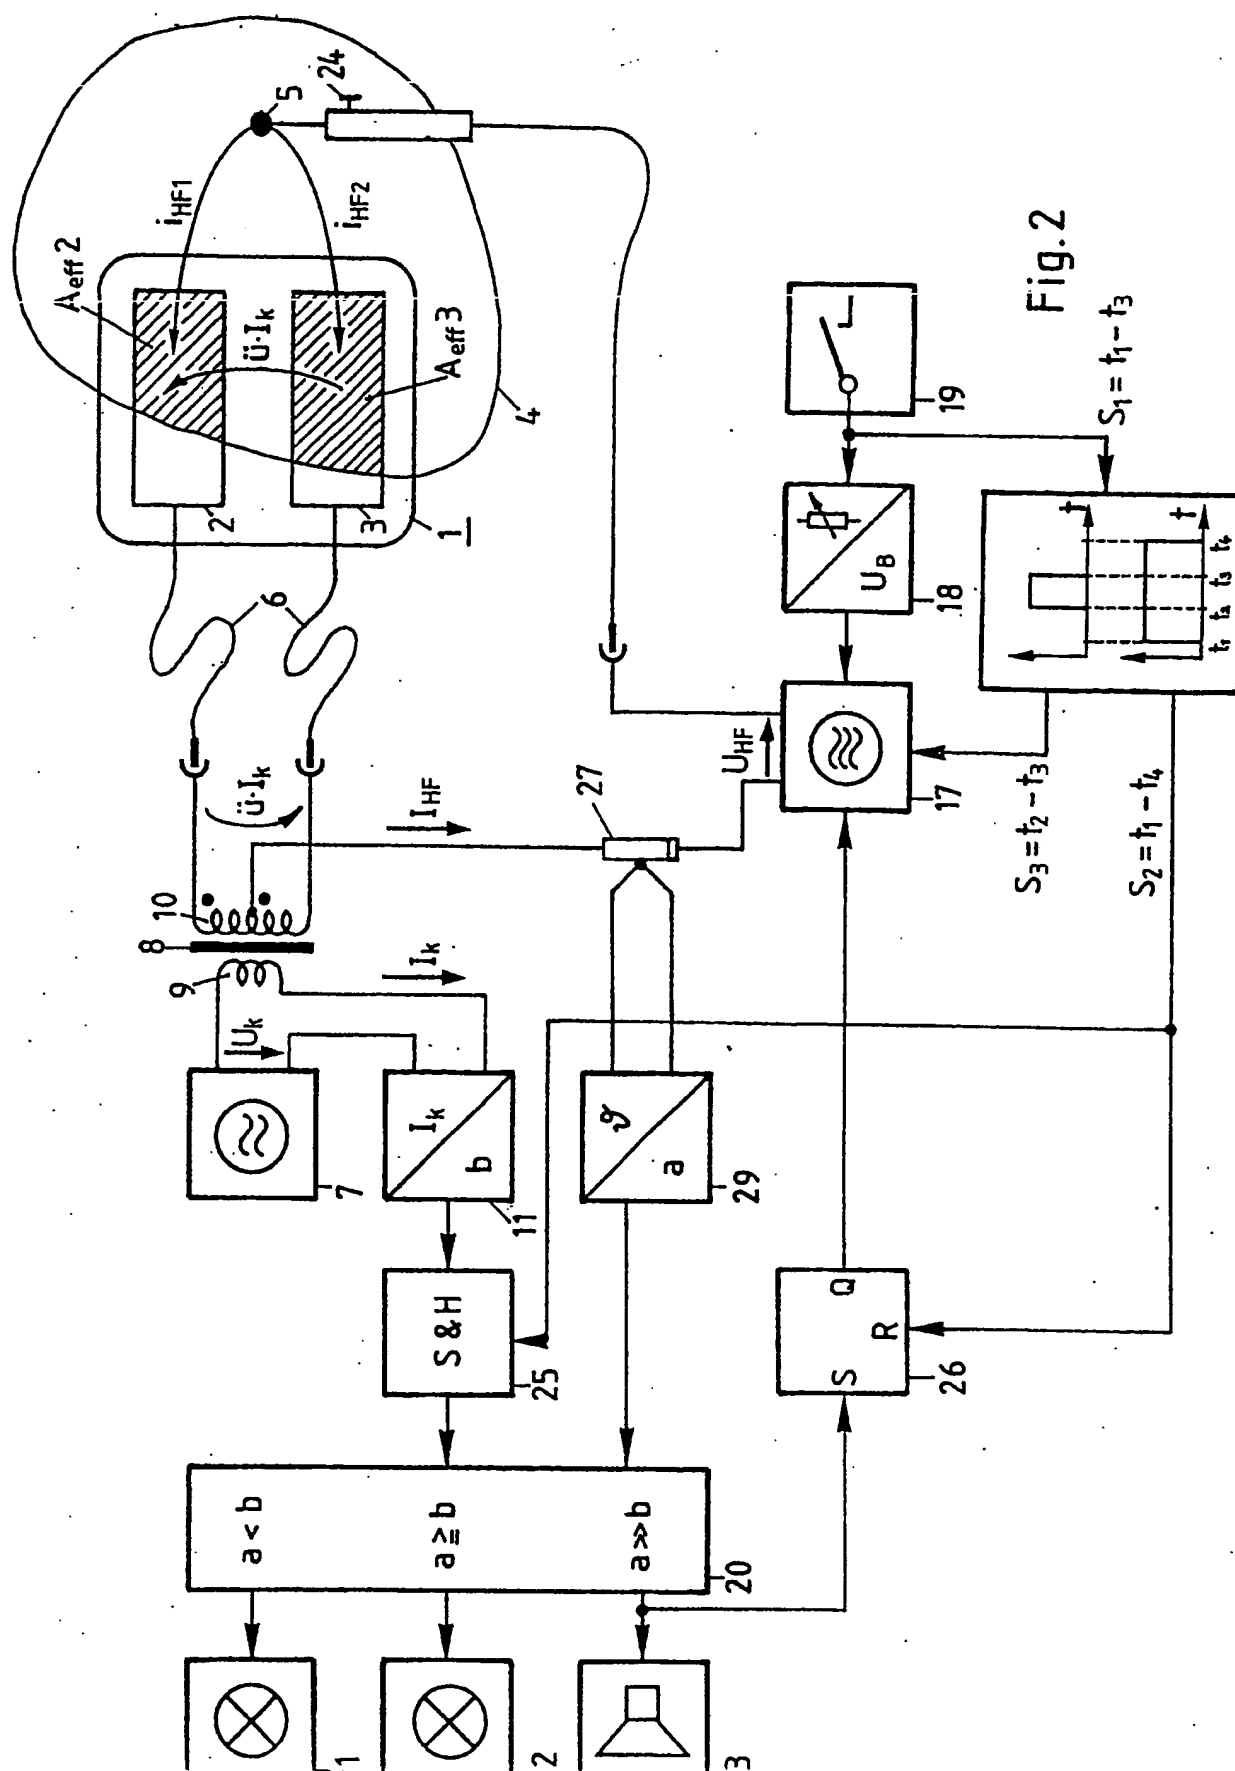 Fig. 2
1
2
3
4
5
6
7
8
9
10
11
17
18
19
20
24
25
26
27
29
1
2
3
Aeff 2
Aeff 3
ü·Ik
iHF1
iHF2
ü·Ik
IHF
Ik
Uk
Ik
b
ϑ
a
S & H
a < b
a ≧ b
a ≫ b
UHF
UB
S
R
Q
S1 = t1 - t3
S2 = t1 - t4
S3 = t2 - t3
t
t
t1 t2 t3 t4